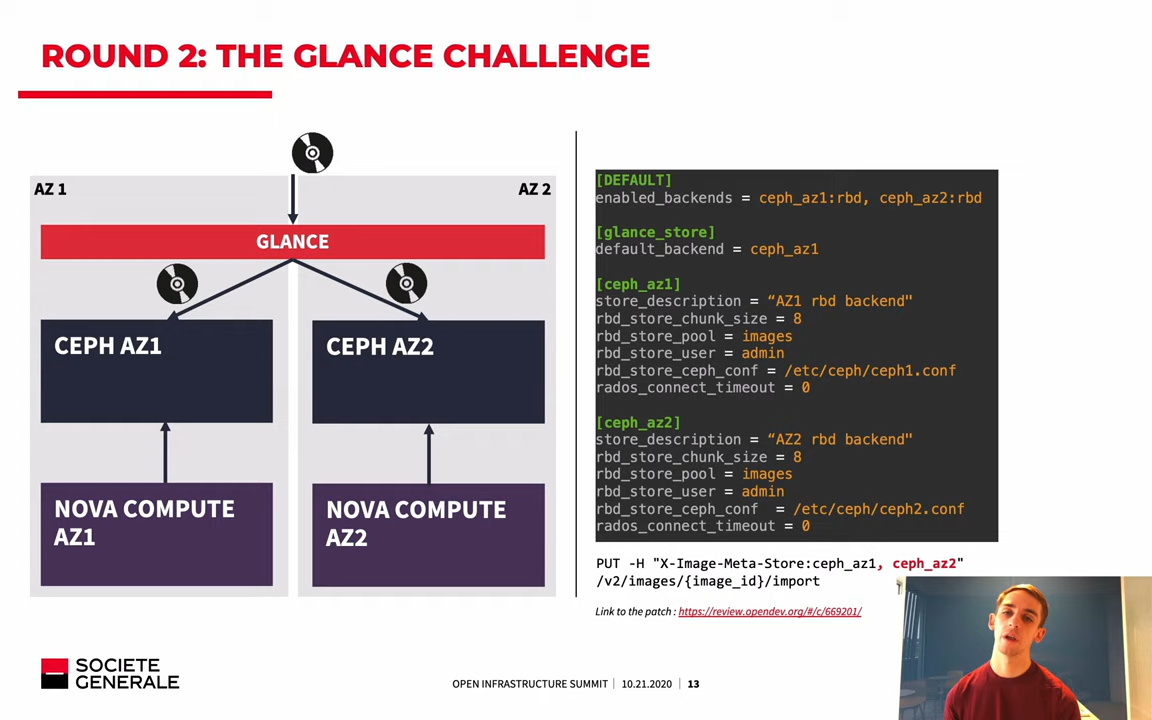 ROUND 2: THE GLANCE CHALLENGE
AZ 1
AZ 2
GLANCE
CEPH AZ1
CEPH AZ2
NOVA COMPUTE
AZ1
NOVA COMPUTE
AZ2
[DEFAULT]
enabled_backends = ceph_az1:rbd, ceph_az2:rbd
[glance_store]
default_backend = ceph_az1
[ceph_az1]
store_description = “AZ1 rbd backend"
rbd_store_chunk_size = 8
rbd_store_pool = images
rbd_store_user = admin
rbd_store_ceph_conf = /etc/ceph/ceph1.conf
rados_connect_timeout = 0
[ceph_az2]
store_description = “AZ2 rbd backend"
rbd_store_chunk_size = 8
rbd_store_pool = images
rbd_store_user = admin
rbd_store_ceph_conf  = /etc/ceph/ceph2.conf
rados_connect_timeout = 0
PUT -H "X-Image-Meta-Store:ceph_az1, ceph_az2"
/v2/images/{image_id}/import
Link to the patch : https://review.opendev.org/#/c/669201/
SOCIETE
GENERALE
OPEN INFRASTRUCTURE SUMMIT | 10.21.2020 | 13